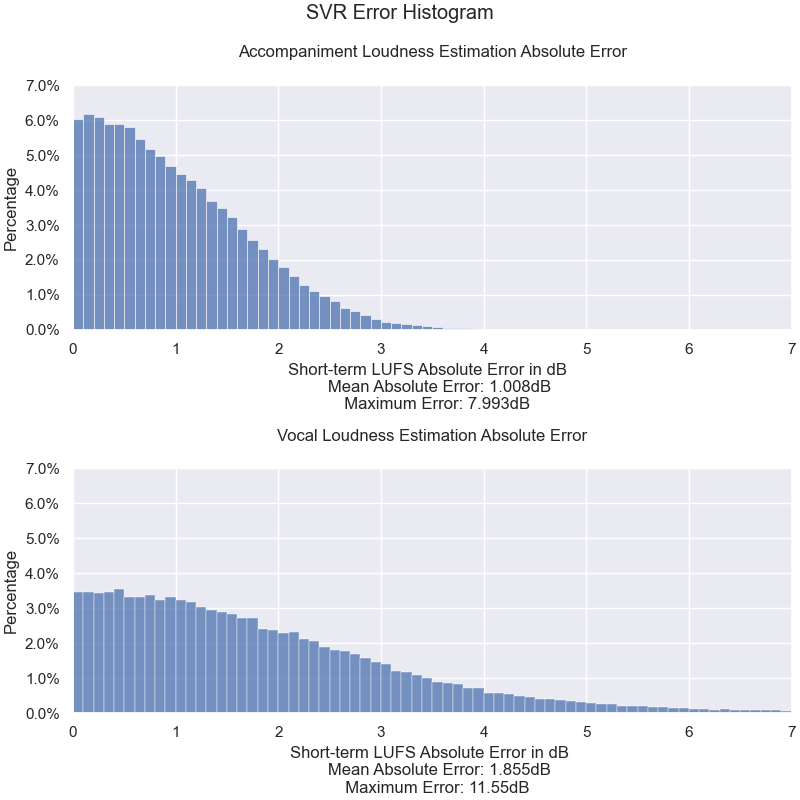 SVR Error Histogram
Accompaniment Loudness Estimation Absolute Error
7.0%
6.0%
5.0%
4.0%
3.0%
2.0%
1.0%
0.0%
Percentage
0 1 2 3 4 5 6 7
Short-term LUFS Absolute Error in dB
Mean Absolute Error: 1.008dB
Maximum Error: 7.993dB
Vocal Loudness Estimation Absolute Error
7.0%
6.0%
5.0%
4.0%
3.0%
2.0%
1.0%
0.0%
Percentage
0 1 2 3 4 5 6 7
Short-term LUFS Absolute Error in dB
Mean Absolute Error: 1.855dB
Maximum Error: 11.55dB